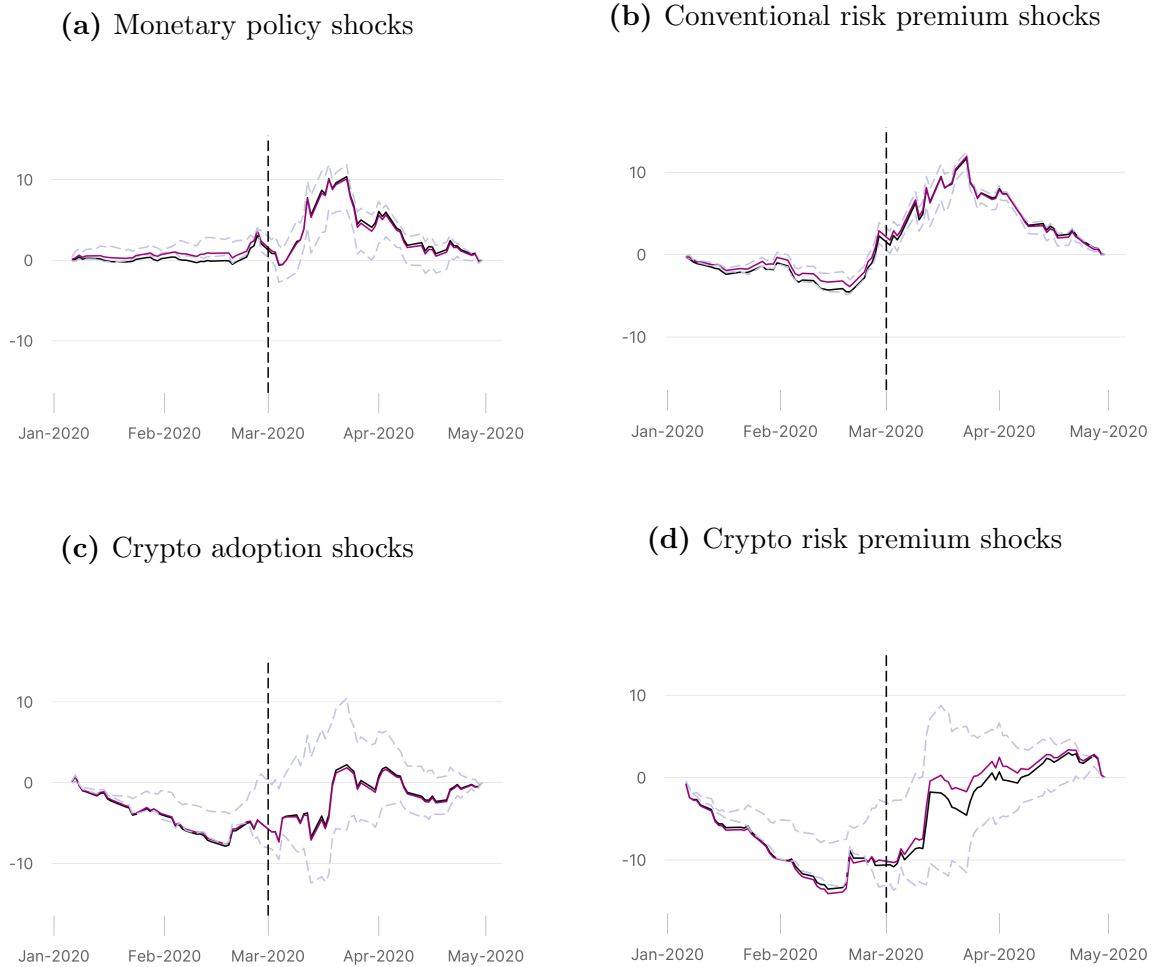 (a) Monetary policy shocks
10
0
-10
Jan-2020 Feb-2020 Mar-2020 Apr-2020 May-2020
(b) Conventional risk premium shocks
10
0
-10
Jan-2020 Feb-2020 Mar-2020 Apr-2020 May-2020
(c) Crypto adoption shocks
10
0
-10
Jan-2020 Feb-2020 Mar-2020 Apr-2020 May-2020
(d) Crypto risk premium shocks
10
0
-10
Jan-2020 Feb-2020 Mar-2020 Apr-2020 May-2020